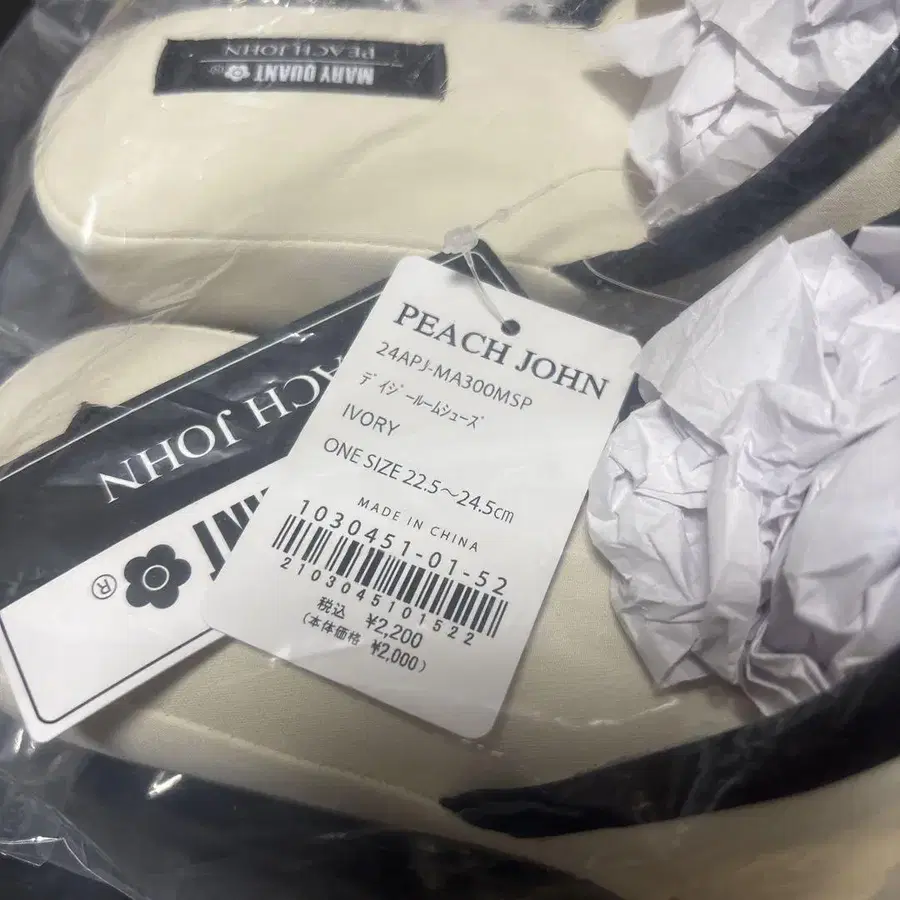 MARY QUANT
PEACH JOHN
PEACH JOHN
24APJ-MA300MSP
デイジールームシューズ
IVORY
ONE SIZE 22.5～24.5cm
MADE IN CHINA
1030451-01-52
2103045101522
税込 ¥2,200
(本体価格 ¥2,000)
ACH JOHN
ANT
®